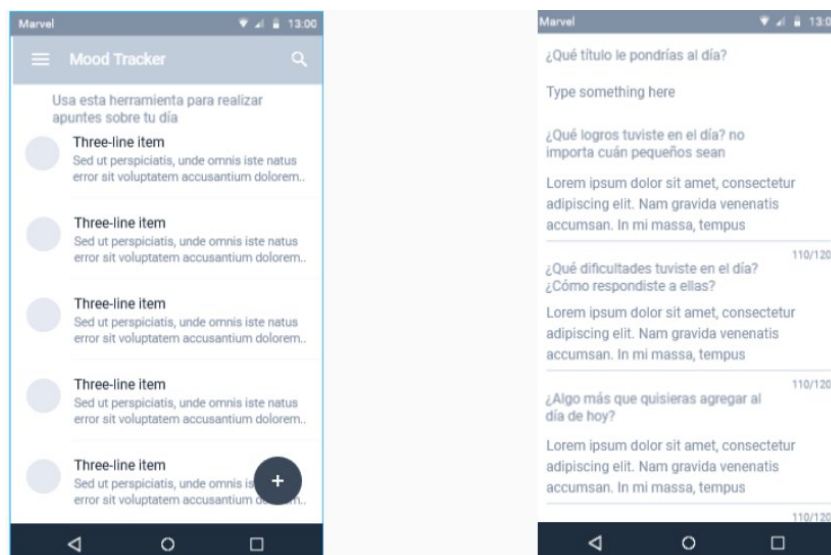 Marvel
13:00
Mood Tracker
Usa esta herramienta para realizar
apuntes sobre tu día
Three-line item
Sed ut perspiciatis, unde omnis iste natus
error sit voluptatem accusantium dolorem..
Three-line item
Sed ut perspiciatis, unde omnis iste natus
error sit voluptatem accusantium dolorem..
Three-line item
Sed ut perspiciatis, unde omnis iste natus
error sit voluptatem accusantium dolorem..
Three-line item
Sed ut perspiciatis, unde omnis iste natus
error sit voluptatem accusantium dolorem..
Three-line item
Sed ut perspiciatis, unde omnis is
error sit voluptatem accusantium
Marvel
13:0
¿Qué título le pondrías al día?
Type something here
¿Qué logros tuviste en el día? no
importa cuán pequeños sean
Lorem ipsum dolor sit amet, consectetur
adipiscing elit. Nam gravida venenatis
accumsan. In mi massa, tempus
110/120
¿Qué dificultades tuviste en el día?
¿Cómo respondiste a ellas?
Lorem ipsum dolor sit amet, consectetur
adipiscing elit. Nam gravida venenatis
accumsan. In mi massa, tempus
110/120
¿Algo más que quisieras agregar al
día de hoy?
Lorem ipsum dolor sit amet, consectetur
adipiscing elit. Nam gravida venenatis
accumsan. In mi massa, tempus
110/120